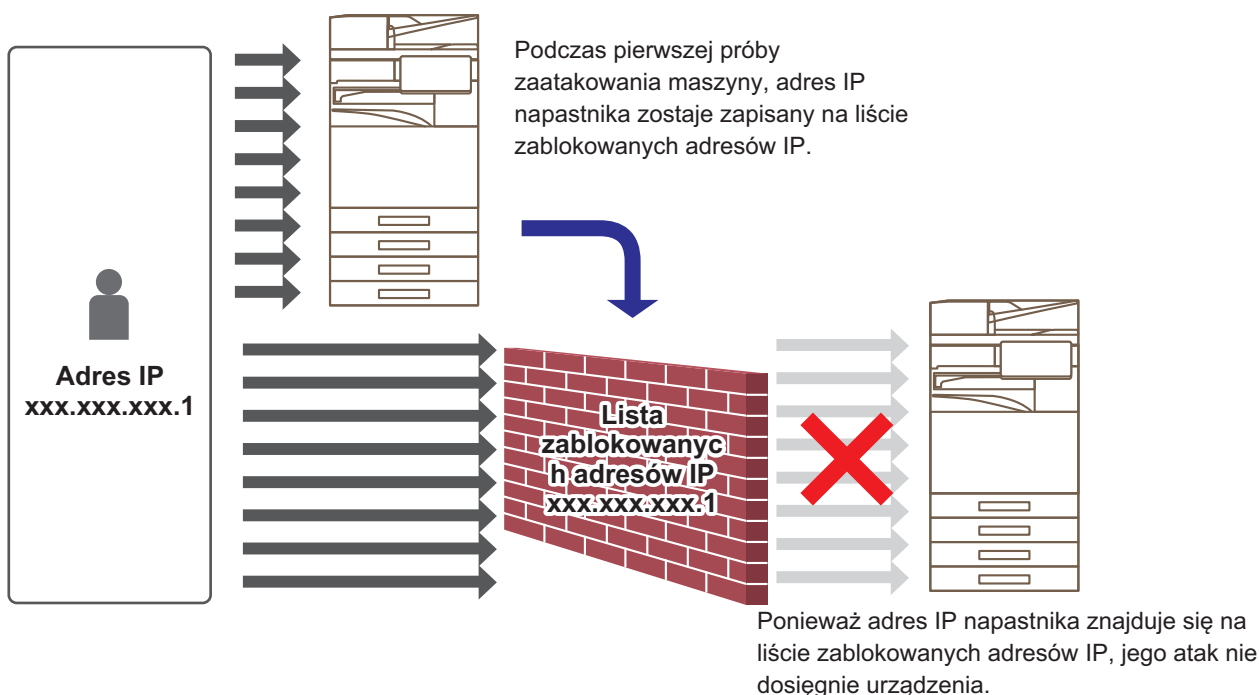 Podczas pierwszej próby
zaatakowania maszyny, adres IP
napastnika zostaje zapisany na liście
zablokowanych adresów IP.
Adres IP
xxx.xxx.xxx.1
Lista
zablokowanyc
h adresów IP
xxx.xxx.xxx.1
Ponieważ adres IP napastnika znajduje się na
liście zablokowanych adresów IP, jego atak nie
dosięgnie urządzenia.